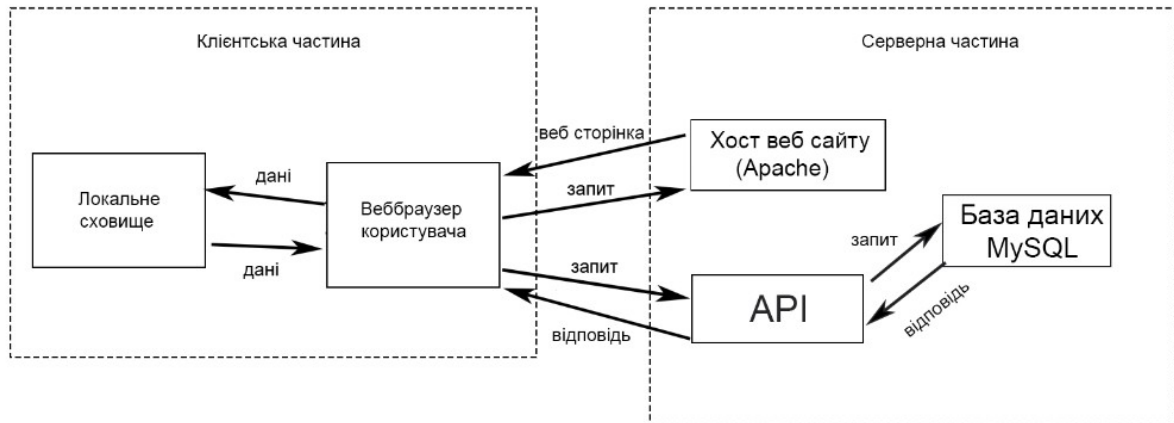 Клієнтська частина
Серверна частина
веб сторінка
Хост веб сайту
(Apache)
дані
Локальне
сховище
Веббраузер
користувача
запит
дані
База даних
MySQL
запит
запит
API
відповідь
відповідь